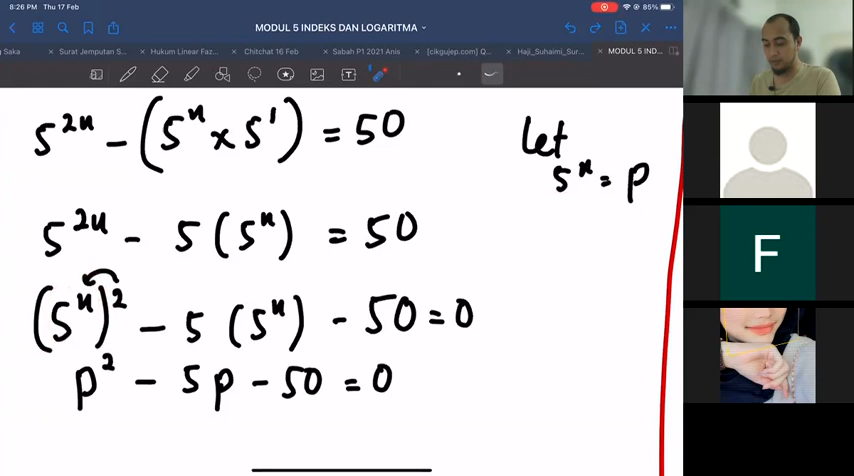 8:26 PM Thu 17 Feb
85%
MODUL 5 INDEKS DAN LOGARITMA
g Saka
Surat Jemputan S...
Hukum Linear Faz...
Chitchat 16 Feb
Sabah P1 2021 Anis
[cikgujep.com] Q...
Haji_Suhaimi_Sur...
MODUL 5 IND...
5^{2x} - (5^x × 5^1) = 50
Let
5^x = p
5^{2x} - 5(5^x) = 50
(5^x)^2 - 5(5^x) - 50 = 0
p^2 - 5p - 50 = 0
F